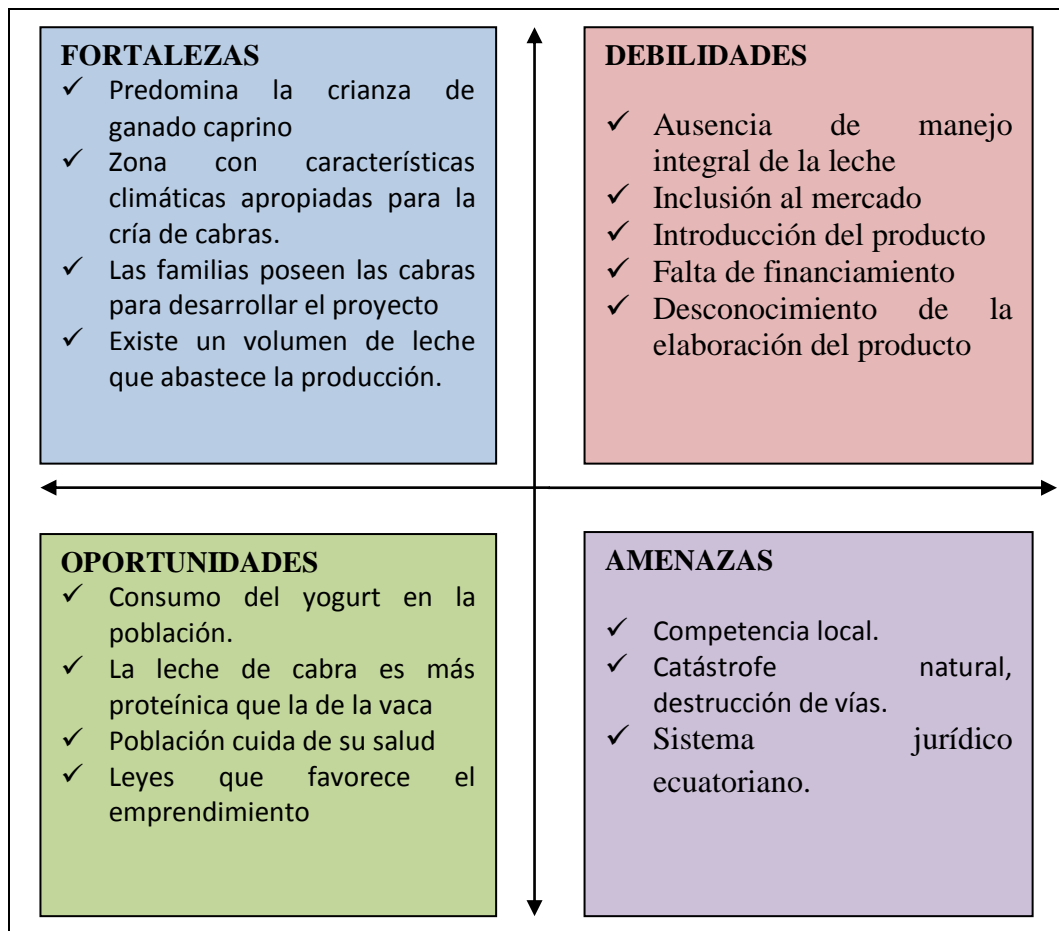 FORTALEZAS
✓ Predomina la crianza de
ganado caprino
✓ Zona con características
climáticas apropiadas para la
cría de cabras.
✓ Las familias poseen las cabras
para desarrollar el proyecto
✓ Existe un volumen de leche
que abastece la producción.
DEBILIDADES
✓ Ausencia de manejo
integral de la leche
✓ Inclusión al mercado
✓ Introducción del producto
✓ Falta de financiamiento
✓ Desconocimiento de la
elaboración del producto
OPORTUNIDADES
✓ Consumo del yogurt en la
población.
✓ La leche de cabra es más
proteínica que la de la vaca
✓ Población cuida de su salud
✓ Leyes que favorece el
emprendimiento
AMENAZAS
✓ Competencia local.
✓ Catástrofe natural,
destrucción de vías.
✓ Sistema jurídico
ecuatoriano.